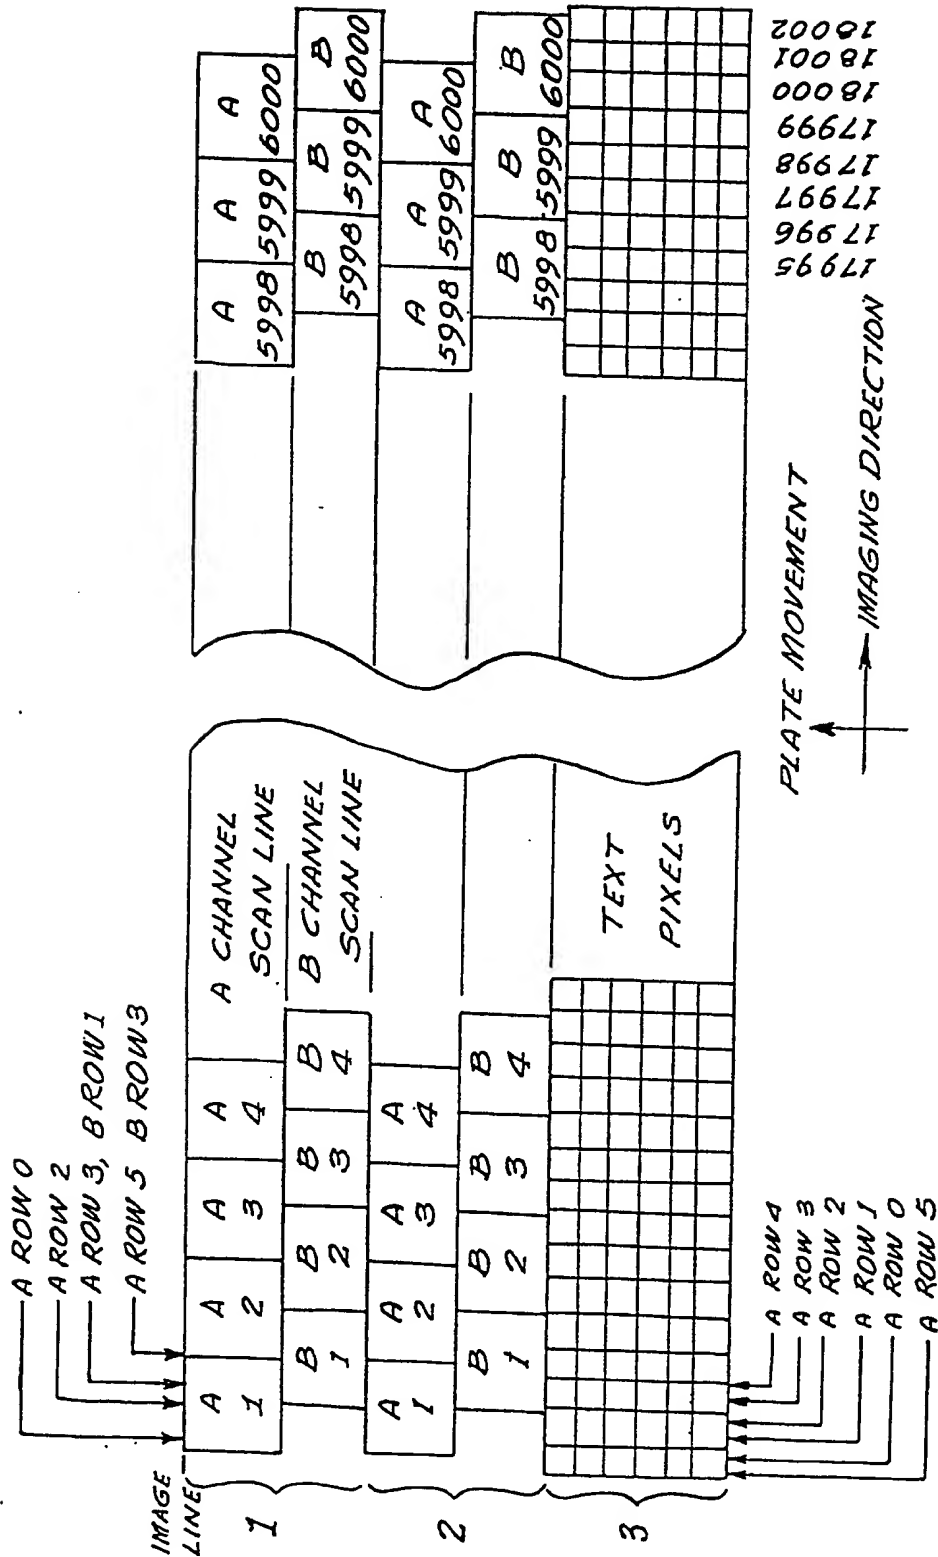 A ROW 0
A ROW 2
A ROW 3, B ROW 1
A ROW 5 B ROW 3
IMAGE
LINE
1
A
1
A
2
A
3
A
4
A CHANNEL
SCAN LINE
A
5998
A
5999
A
6000
B
1
B
2
B
3
B
4
B CHANNEL
SCAN LINE
B
5998
B
5999
B
6000
2
A
1
A
2
A
3
A
4
A
5998
A
5999
A
6000
B
1
B
2
B
3
B
4
B
5998
B
5999
B
6000
3
TEXT
PIXELS
A ROW 4
A ROW 3
A ROW 2
A ROW 1
A ROW 0
A ROW 5
17995
17996
17997
17998
17999
18000
18001
18002
PLATE MOVEMENT
IMAGING DIRECTION